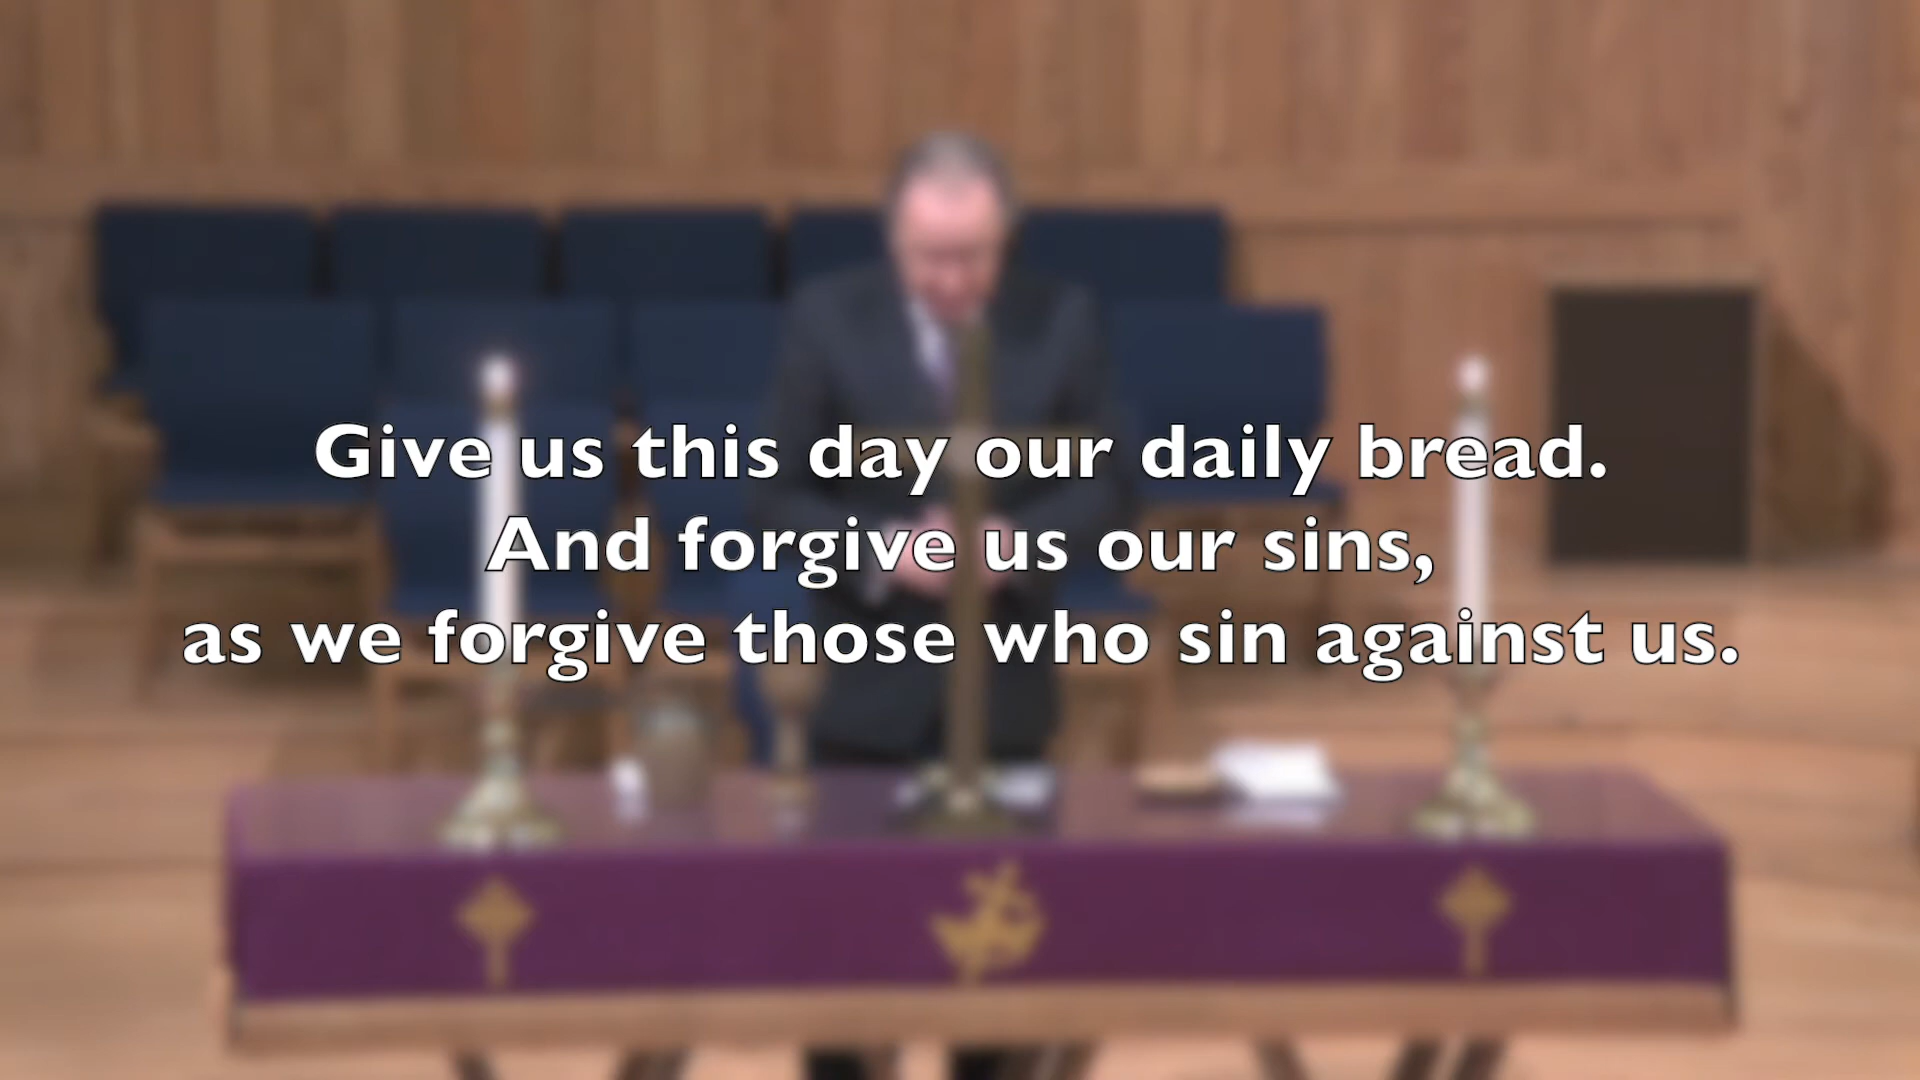 Give us this day our daily bread.
And forgive us our sins,
as we forgive those who sin against us.